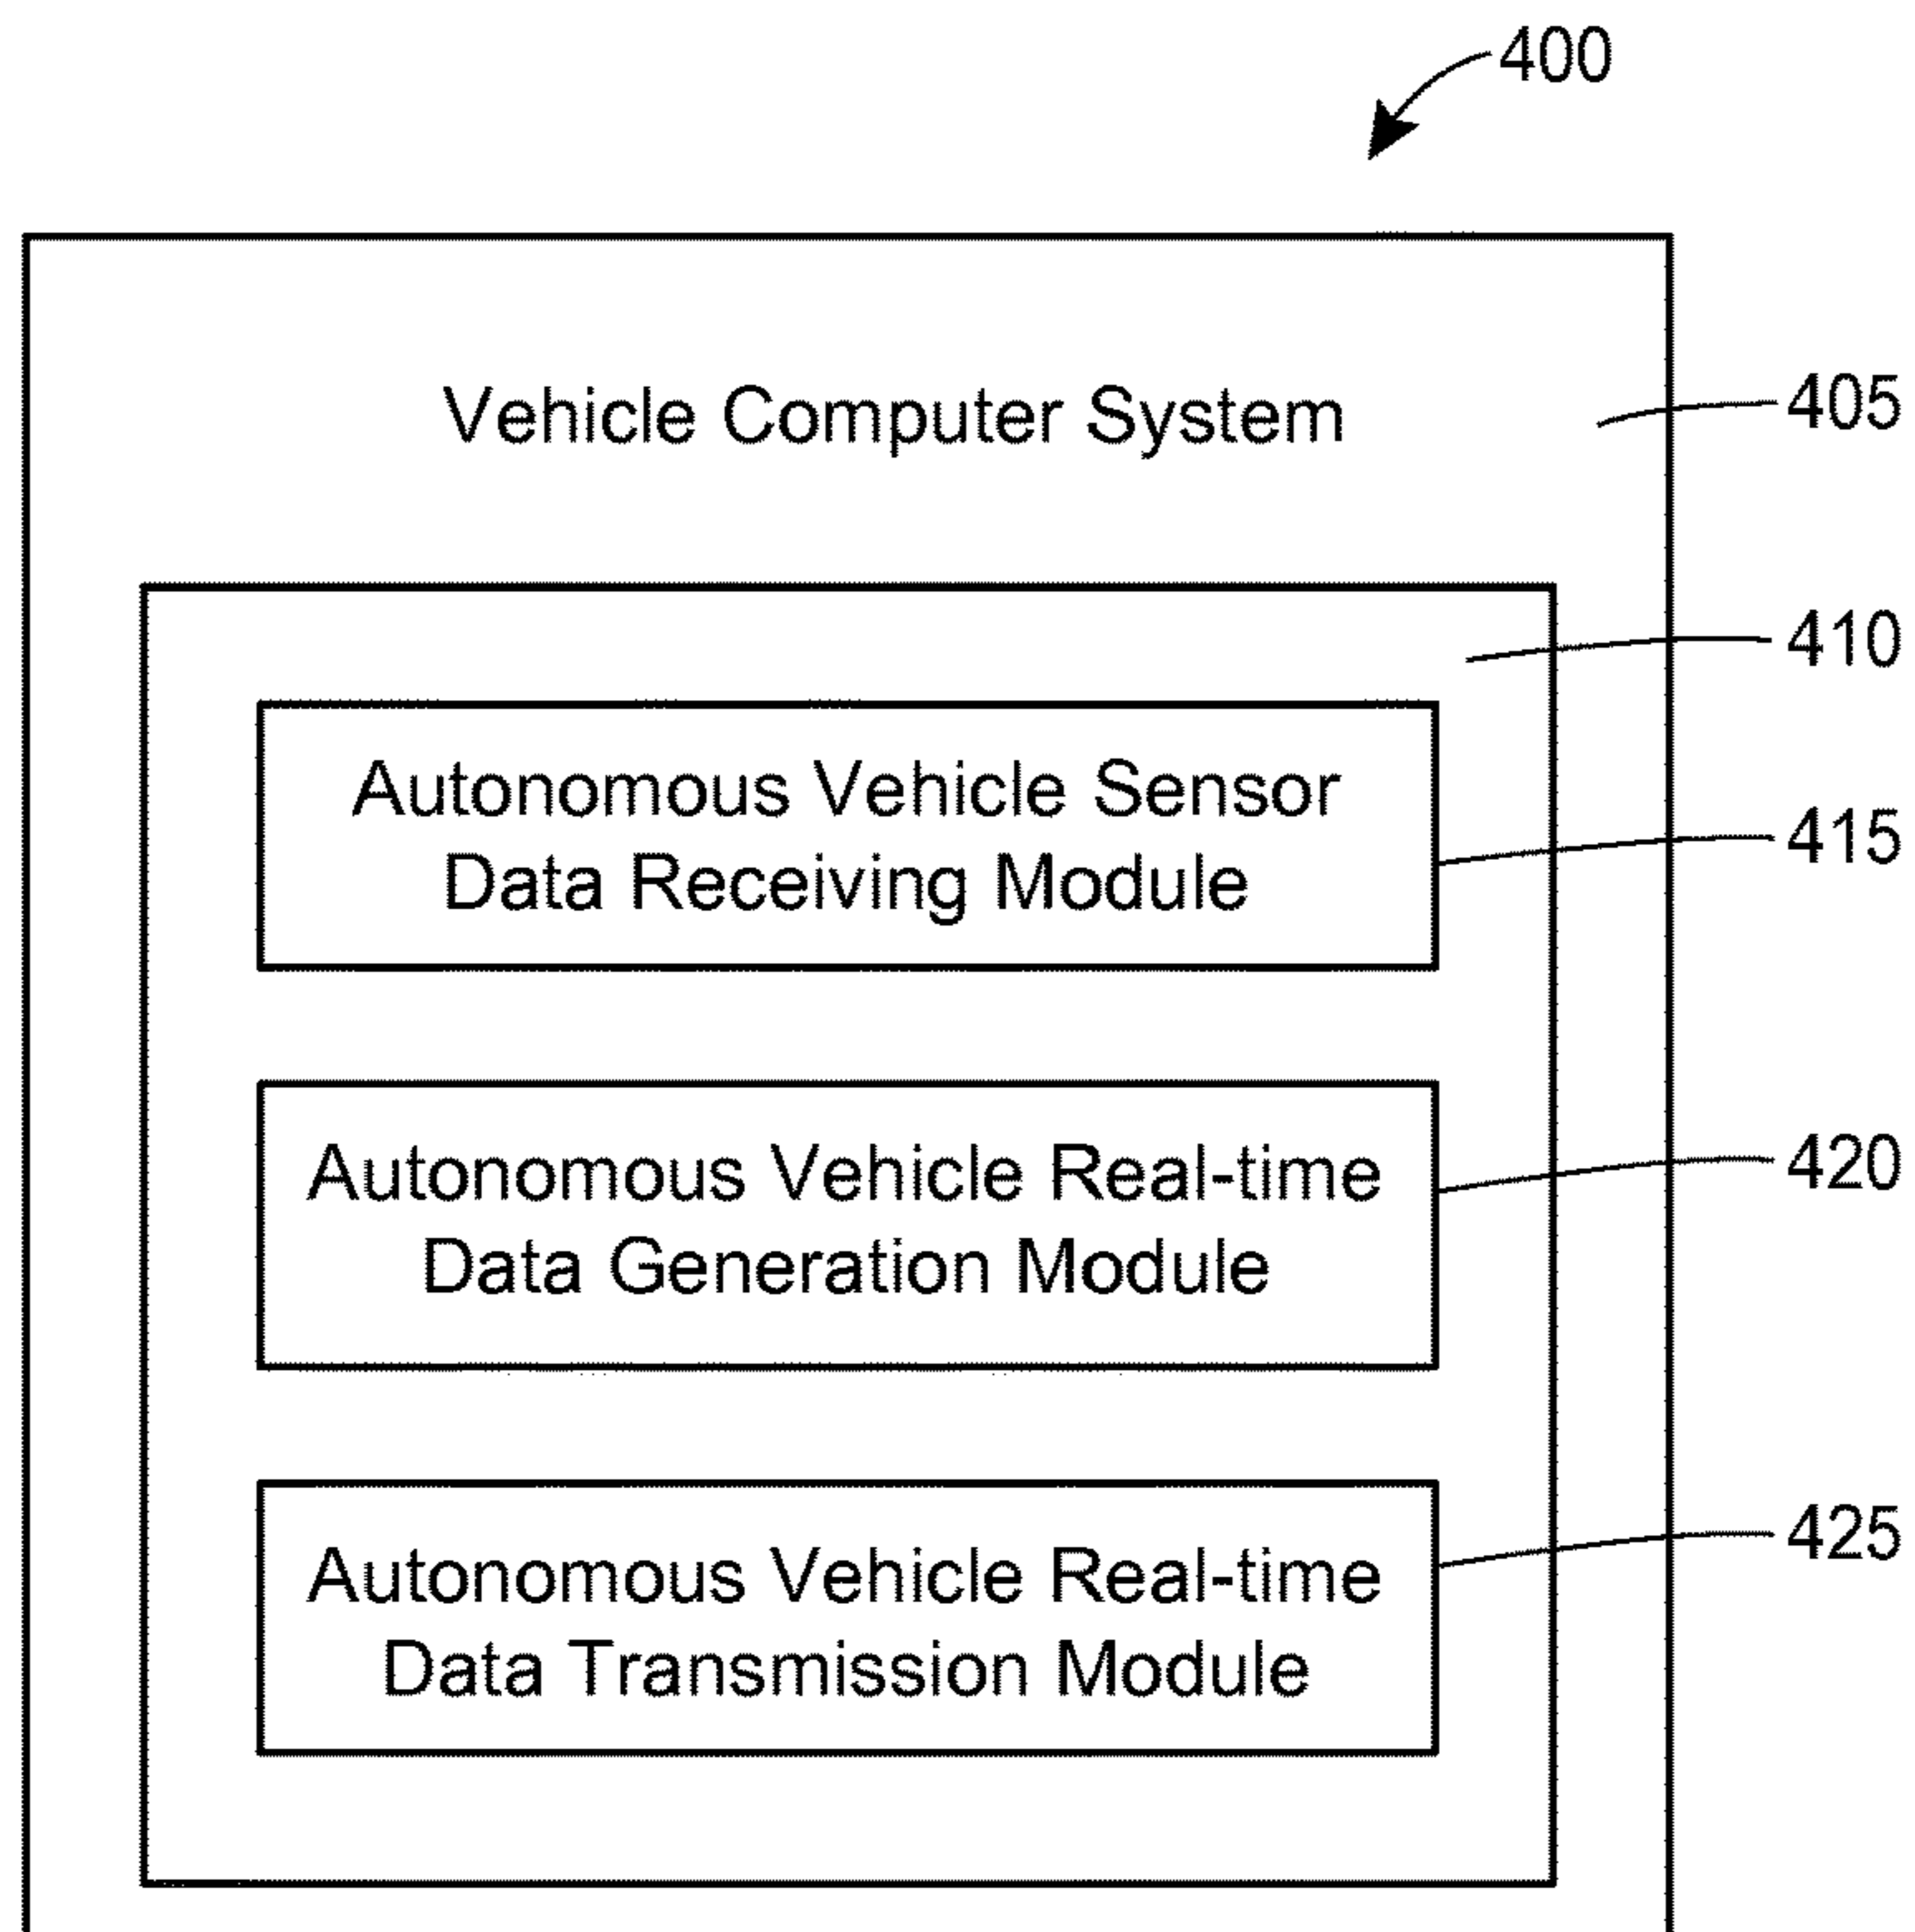 400
Vehicle Computer System
405
410
Autonomous Vehicle Sensor
Data Receiving Module
415
Autonomous Vehicle Real-time
Data Generation Module
420
Autonomous Vehicle Real-time
Data Transmission Module
425